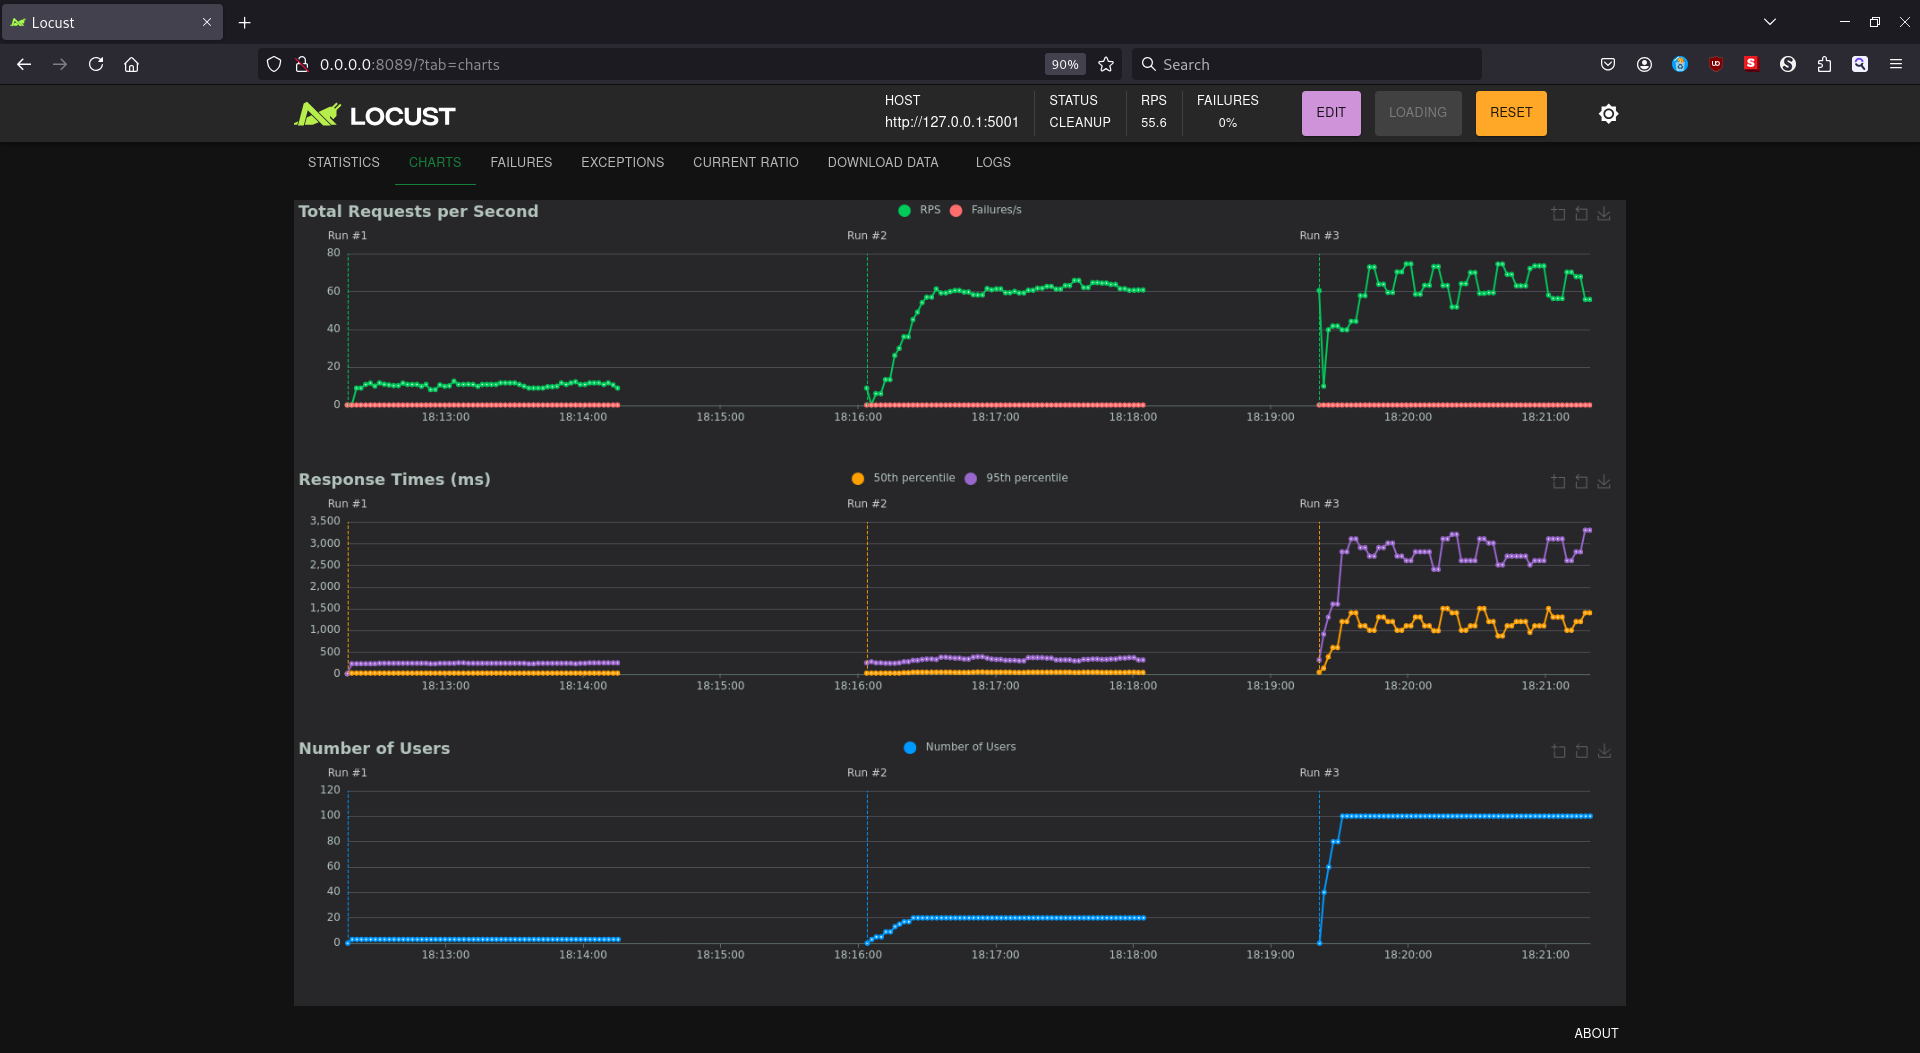 Locust
0.0.0.0:8089/?tab=charts
90%
Search
LOCUST
HOST
http://127.0.0.1:5001
STATUS
CLEANUP
RPS
55.6
FAILURES
0%
EDIT
LOADING
RESET
STATISTICS CHARTS FAILURES EXCEPTIONS CURRENT RATIO DOWNLOAD DATA LOGS
Total Requests per Second
RPS Failures/s
Run #1 Run #2 Run #3
80
60
40
20
0
18:13:00 18:14:00 18:15:00 18:16:00 18:17:00 18:18:00 18:19:00 18:20:00 18:21:00
Response Times (ms)
50th percentile 95th percentile
Run #1 Run #2 Run #3
3,500
3,000
2,500
2,000
1,500
1,000
500
0
18:13:00 18:14:00 18:15:00 18:16:00 18:17:00 18:18:00 18:19:00 18:20:00 18:21:00
Number of Users
Number of Users
Run #1 Run #2 Run #3
120
100
80
60
40
20
0
18:13:00 18:14:00 18:15:00 18:16:00 18:17:00 18:18:00 18:19:00 18:20:00 18:21:00
ABOUT